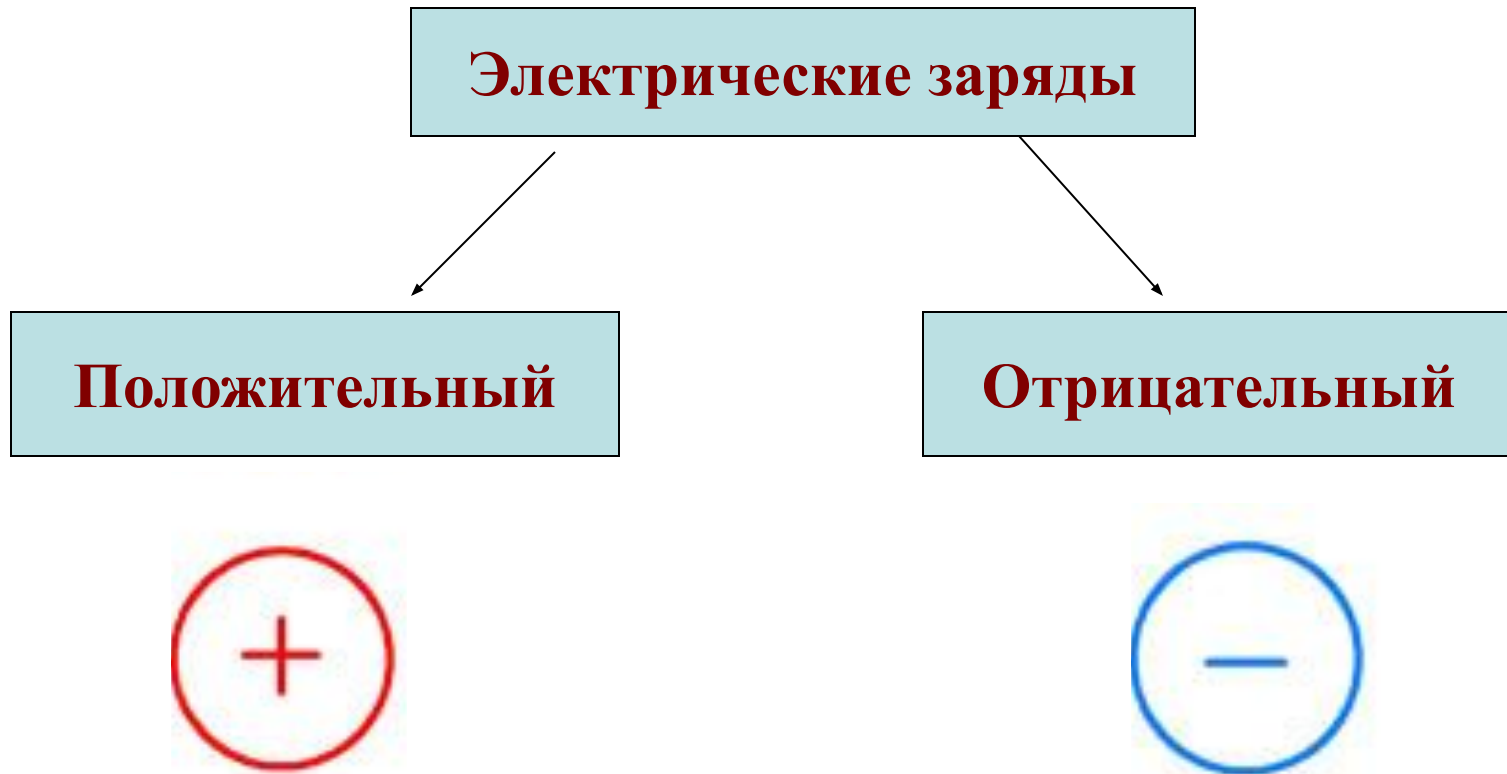 Электрические заряды
Положительный
Отрицательный
+
−